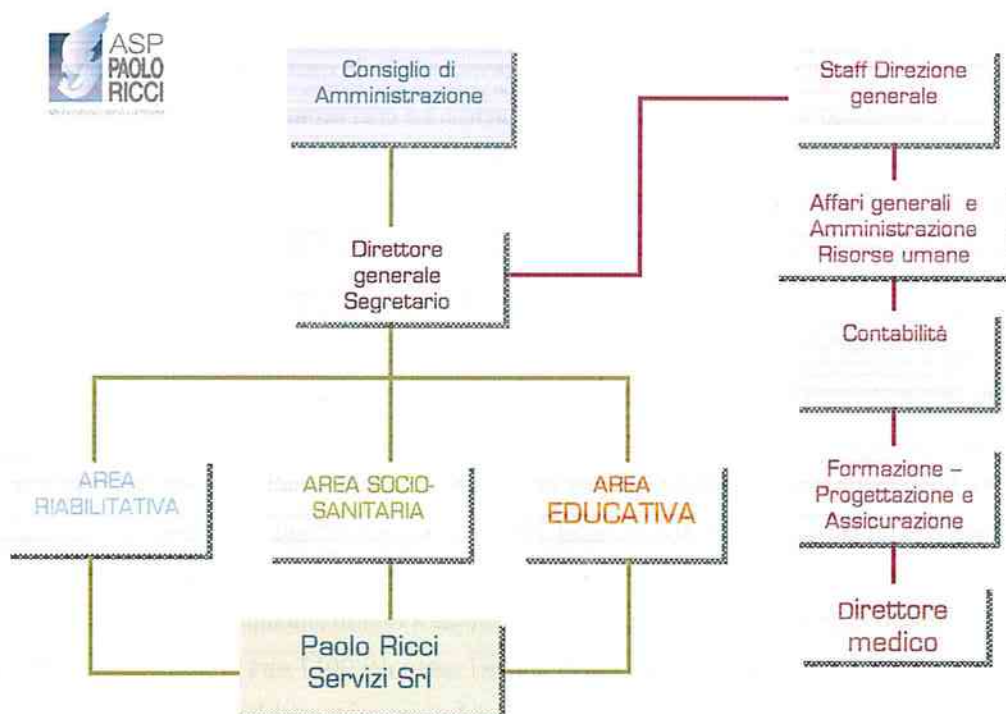 ASP
PAOLO
RICCI
Consiglio di
Amministrazione
Staff Direzione
generale
Direttore
generale
Segretario
Affari generali e
Amministrazione
Risorse umane
Contabilità
AREA
RIABILITATIVA
AREA SOCIO-
SANITARIA
AREA
EDUCATIVA
Formazione –
Progettazione e
Assicurazione
Direttore
medico
Paolo Ricci
Servizi Srl